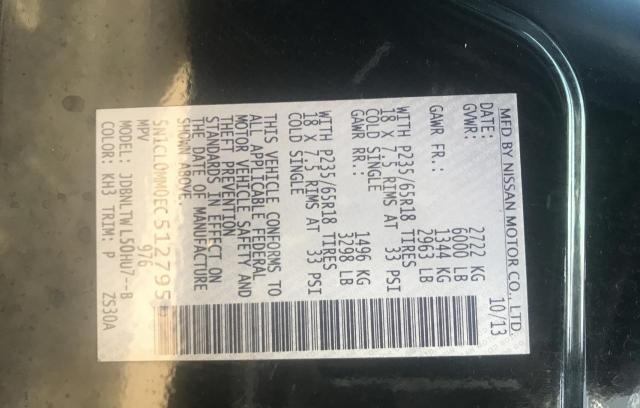 MFD BY NISSAN MOTOR CO., LTD.
DATE: 10/13
GVWR: 2722 KG
6000 LB
GAWR FR.: 1344 KG
2963 LB
WITH P235/65R18 TIRES
18 X 7.5 RIMS AT 33 PSI
COLD SINGLE
GAWR RR.: 1496 KG
3298 LB
WITH P235/65R18 TIRES
18 X 7.5 RIMS AT 33 PSI
COLD SINGLE
THIS VEHICLE CONFORMS TO
ALL APPLICABLE FEDERAL
MOTOR VEHICLE SAFETY AND
THEFT PREVENTION
STANDARDS IN EFFECT ON
THE DATE OF MANUFACTURE
SHOWN ABOVE.
MPV 976
MODEL: JDBNLTWL50HU7--B
COLOR: KH3 TRIM: P ZS30A